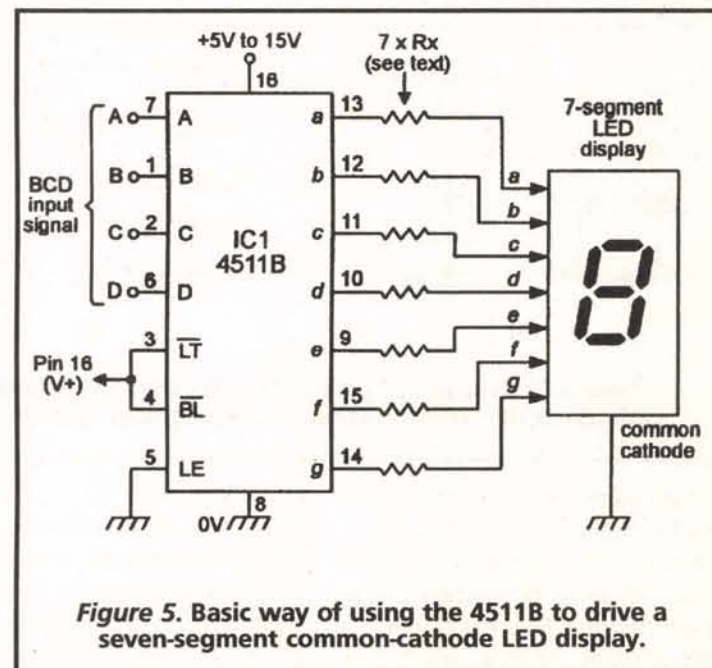 +5V to 15V
16
7 x Rx
(see text)
7-segment
LED
display
BCD
input
signal
A 7 A
B 1 B
C 2 C
D 6 D
IC1
4511B
a 13
b 12
c 11
d 10
e 9
f 15
g 14
a
b
c
d
e
f
g
3 LT
4 BL
5 LE
Pin 16
(V+)
8
0V
common
cathode
Figure 5. Basic way of using the 4511B to drive a
seven-segment common-cathode LED display.